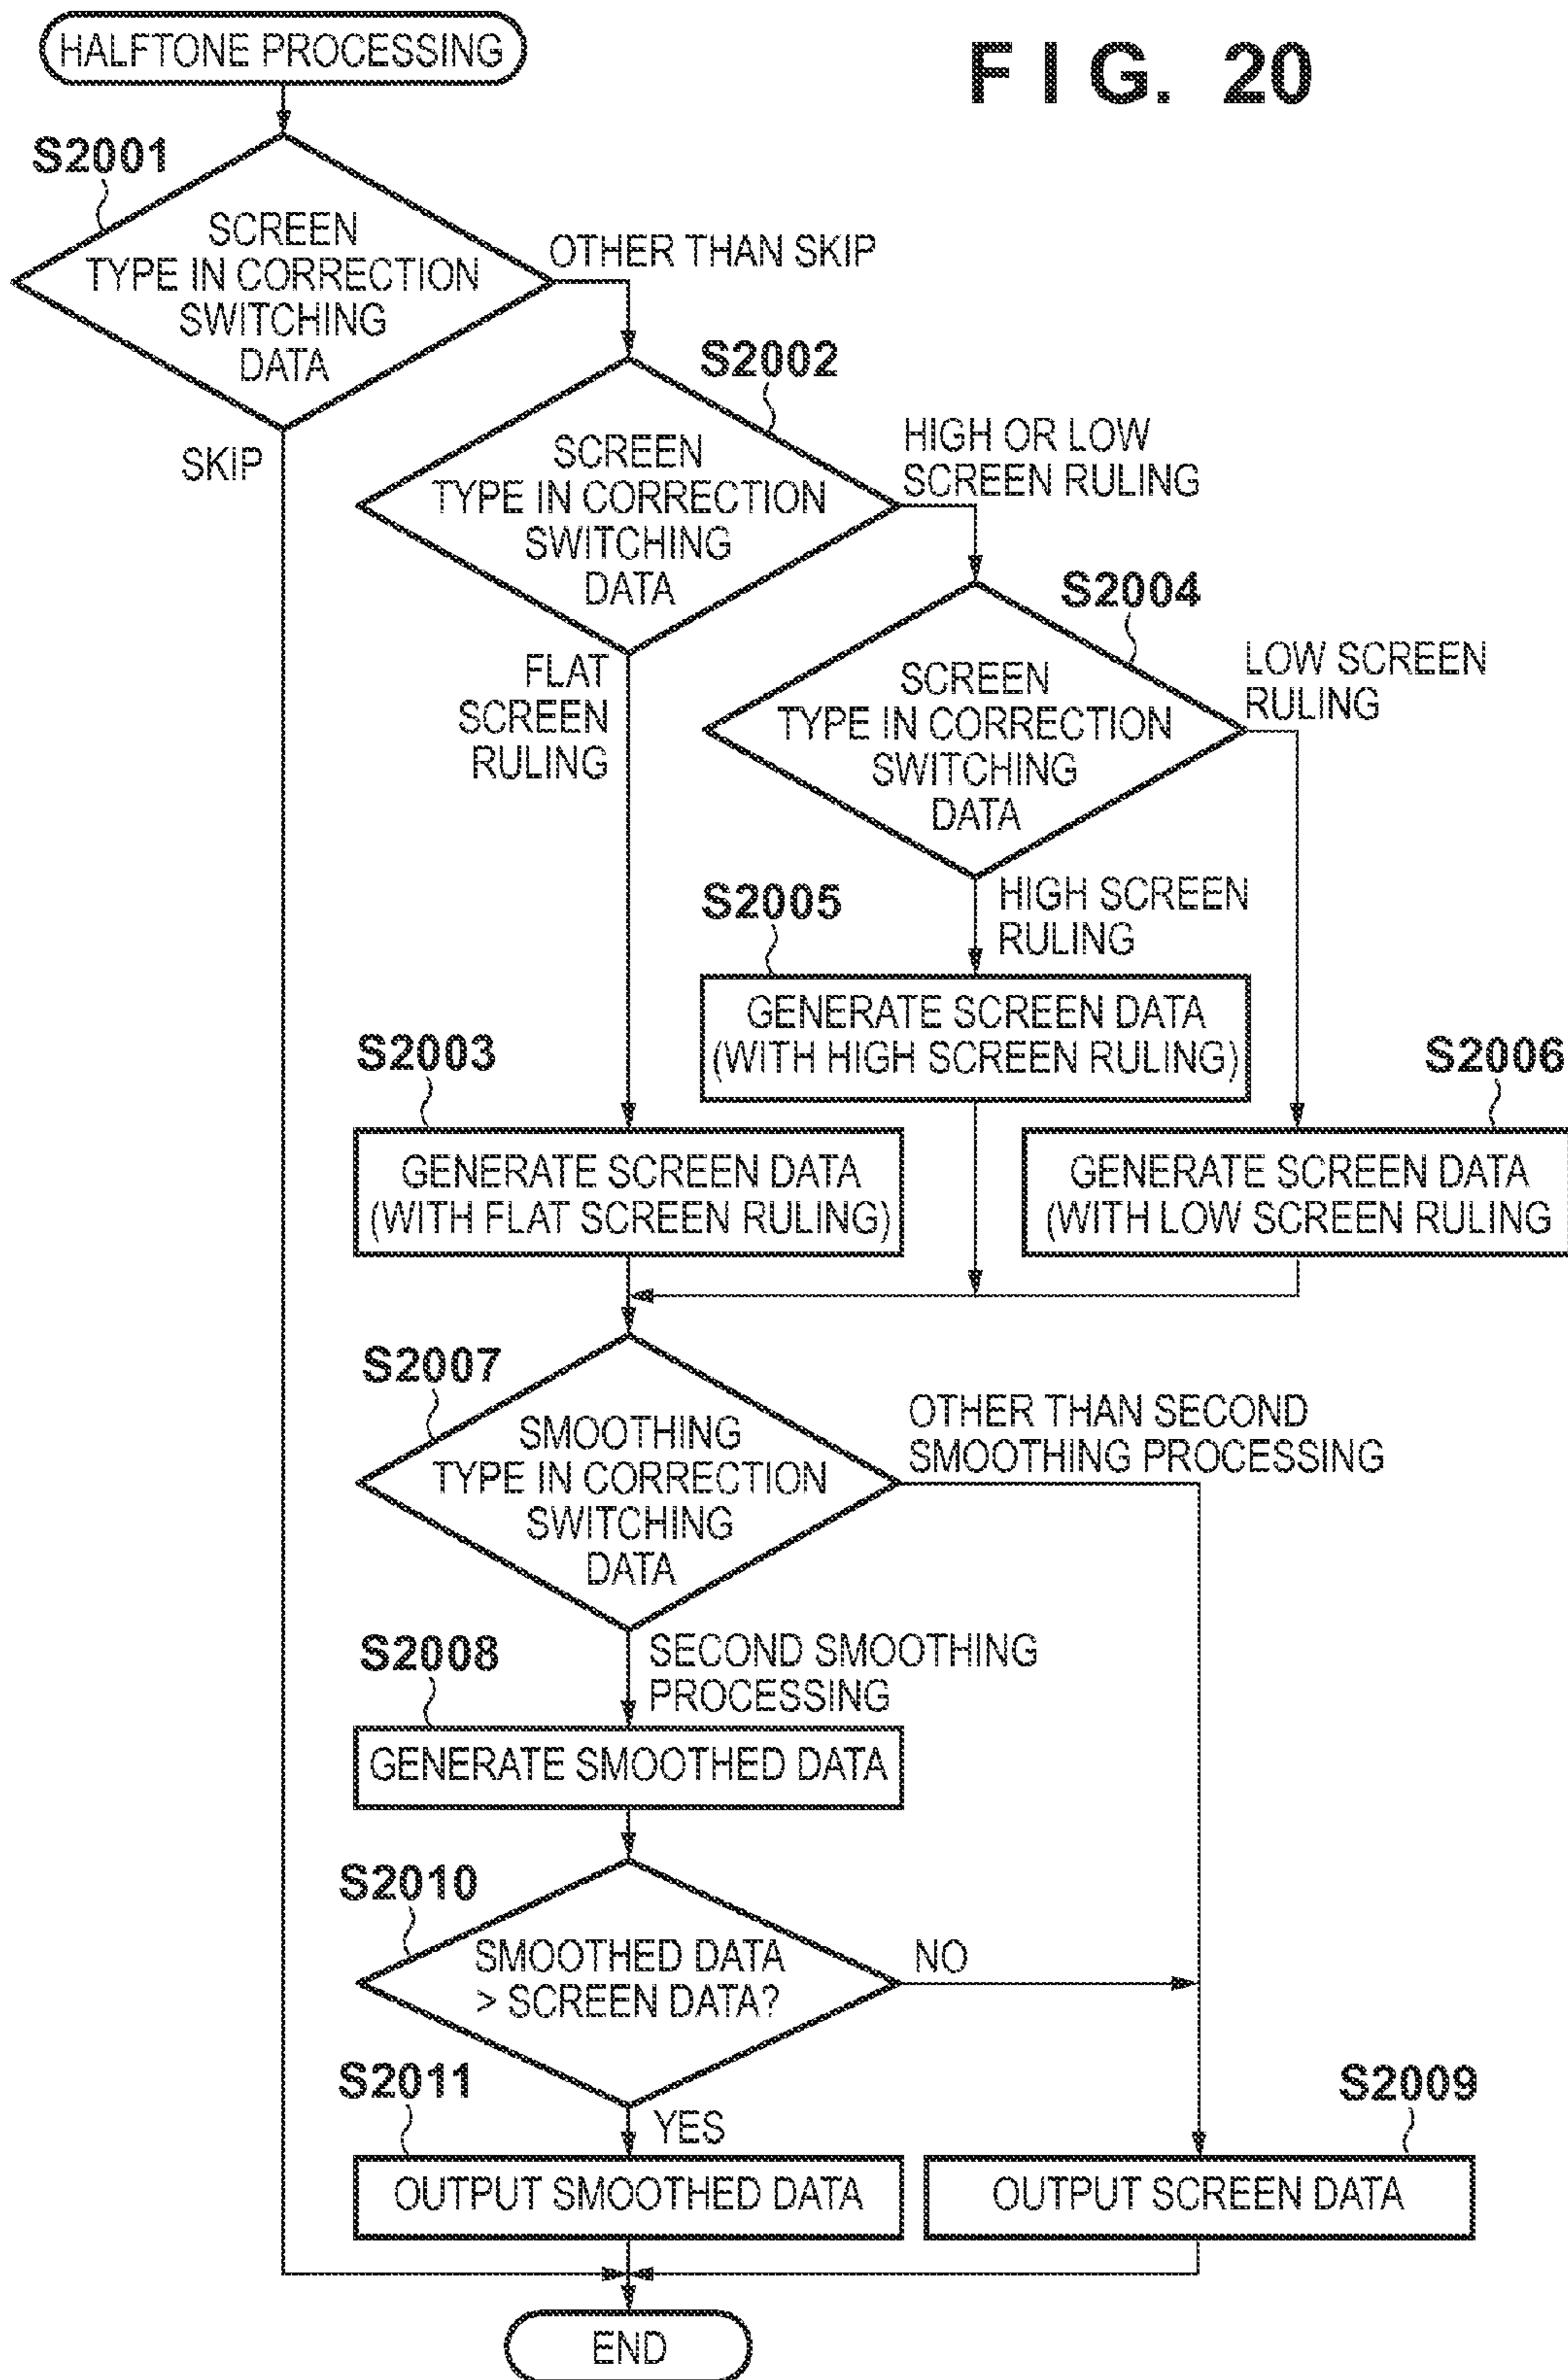 HALFTONE PROCESSING
FIG. 20
S2001
SCREEN
TYPE IN CORRECTION
SWITCHING
DATA
OTHER THAN SKIP
SKIP
S2002
SCREEN
TYPE IN CORRECTION
SWITCHING
DATA
HIGH OR LOW
SCREEN RULING
FLAT
SCREEN
RULING
S2004
SCREEN
TYPE IN CORRECTION
SWITCHING
DATA
LOW SCREEN
RULING
HIGH SCREEN
RULING
S2005
GENERATE SCREEN DATA
(WITH HIGH SCREEN RULING)
S2003
GENERATE SCREEN DATA
(WITH FLAT SCREEN RULING)
S2006
GENERATE SCREEN DATA
(WITH LOW SCREEN RULING
S2007
SMOOTHING
TYPE IN CORRECTION
SWITCHING
DATA
OTHER THAN SECOND
SMOOTHING PROCESSING
SECOND SMOOTHING
PROCESSING
S2008
GENERATE SMOOTHED DATA
S2010
SMOOTHED DATA
> SCREEN DATA?
NO
YES
S2011
OUTPUT SMOOTHED DATA
S2009
OUTPUT SCREEN DATA
END